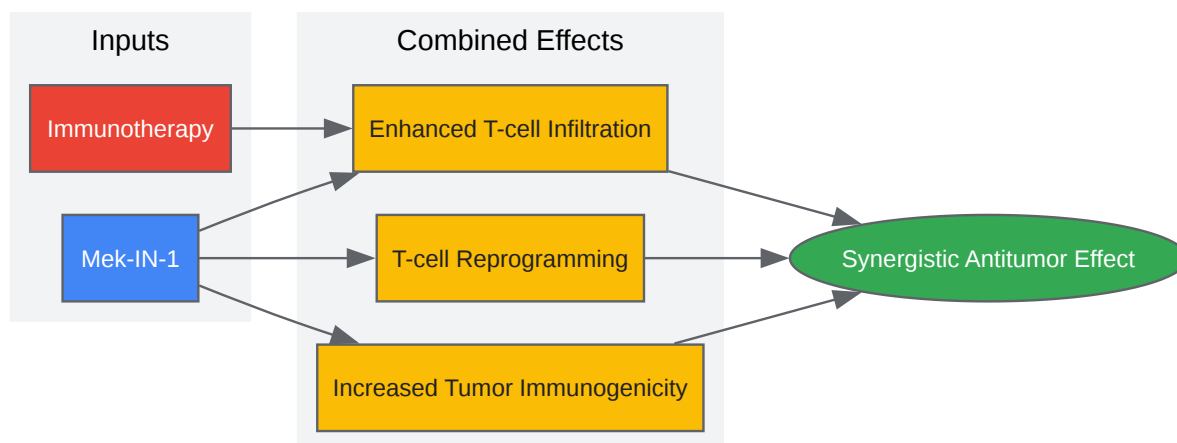 Inputs
Combined Effects
Immunotherapy
Enhanced T-cell Infiltration
Mek-IN-1
T-cell Reprogramming
Synergistic Antitumor Effect
Increased Tumor Immunogenicity